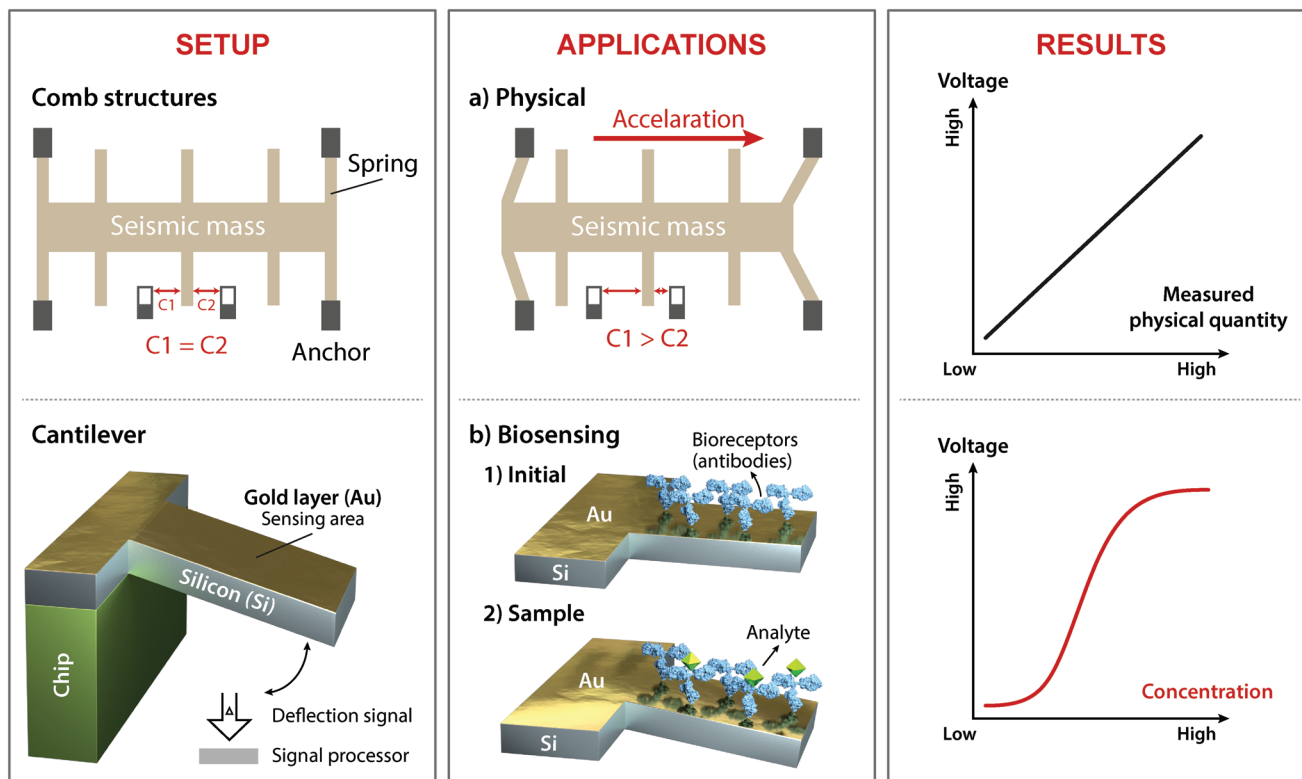 SETUP
Comb structures
Spring
Seismic mass
C1
C2
C1 = C2
Anchor
Cantilever
Gold layer (Au)
Sensing area
Silicon (Si)
Chip
Deflection signal
Signal processor
APPLICATIONS
a) Physical
Accelaration
Seismic mass
C1 > C2
b) Biosensing
Bioreceptors
(antibodies)
1) Initial
Au
Si
2) Sample
Analyte
Au
Si
RESULTS
Voltage
High
Measured
physical quantity
Low
High
Voltage
High
Concentration
Low
High